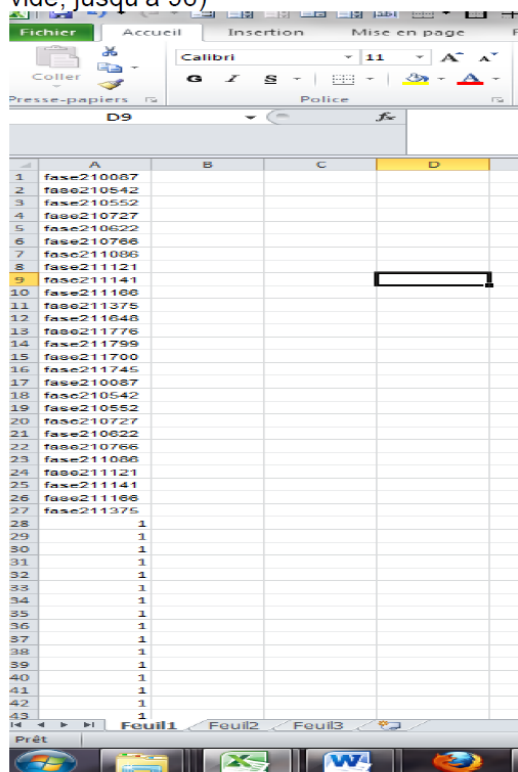 vide, jusqu'à 96)
Fichier Accueil Insertion Mise en page F
Coller
Calibri 11 A A
G I S A
Presse-papiers Police
D9 fx
A B C D
1 fase210087
2 fase210542
3 fase210552
4 fase210727
5 fase210622
6 fase210766
7 fase211086
8 fase211121
9 fase211141
10 fase211166
11 fase211375
12 fase211648
13 fase211776
14 fase211799
15 fase211700
16 fase211745
17 fase210087
18 fase210542
19 fase210552
20 fase210727
21 fase210622
22 fase210766
23 fase211086
24 fase211121
25 fase211141
26 fase211166
27 fase211375
28 1
29 1
30 1
31 1
32 1
33 1
34 1
35 1
36 1
37 1
38 1
39 1
40 1
41 1
42 1
43 1
Feuil1 Feuil2 Feuil3
Prêt